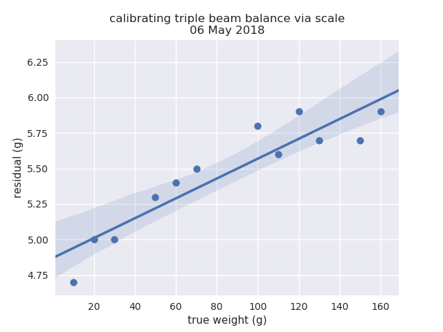 calibrating triple beam balance via scale
06 May 2018
6.25
6.00
5.75
5.50
5.25
5.00
4.75
residual (g)
20 40 60 80 100 120 140 160
true weight (g)